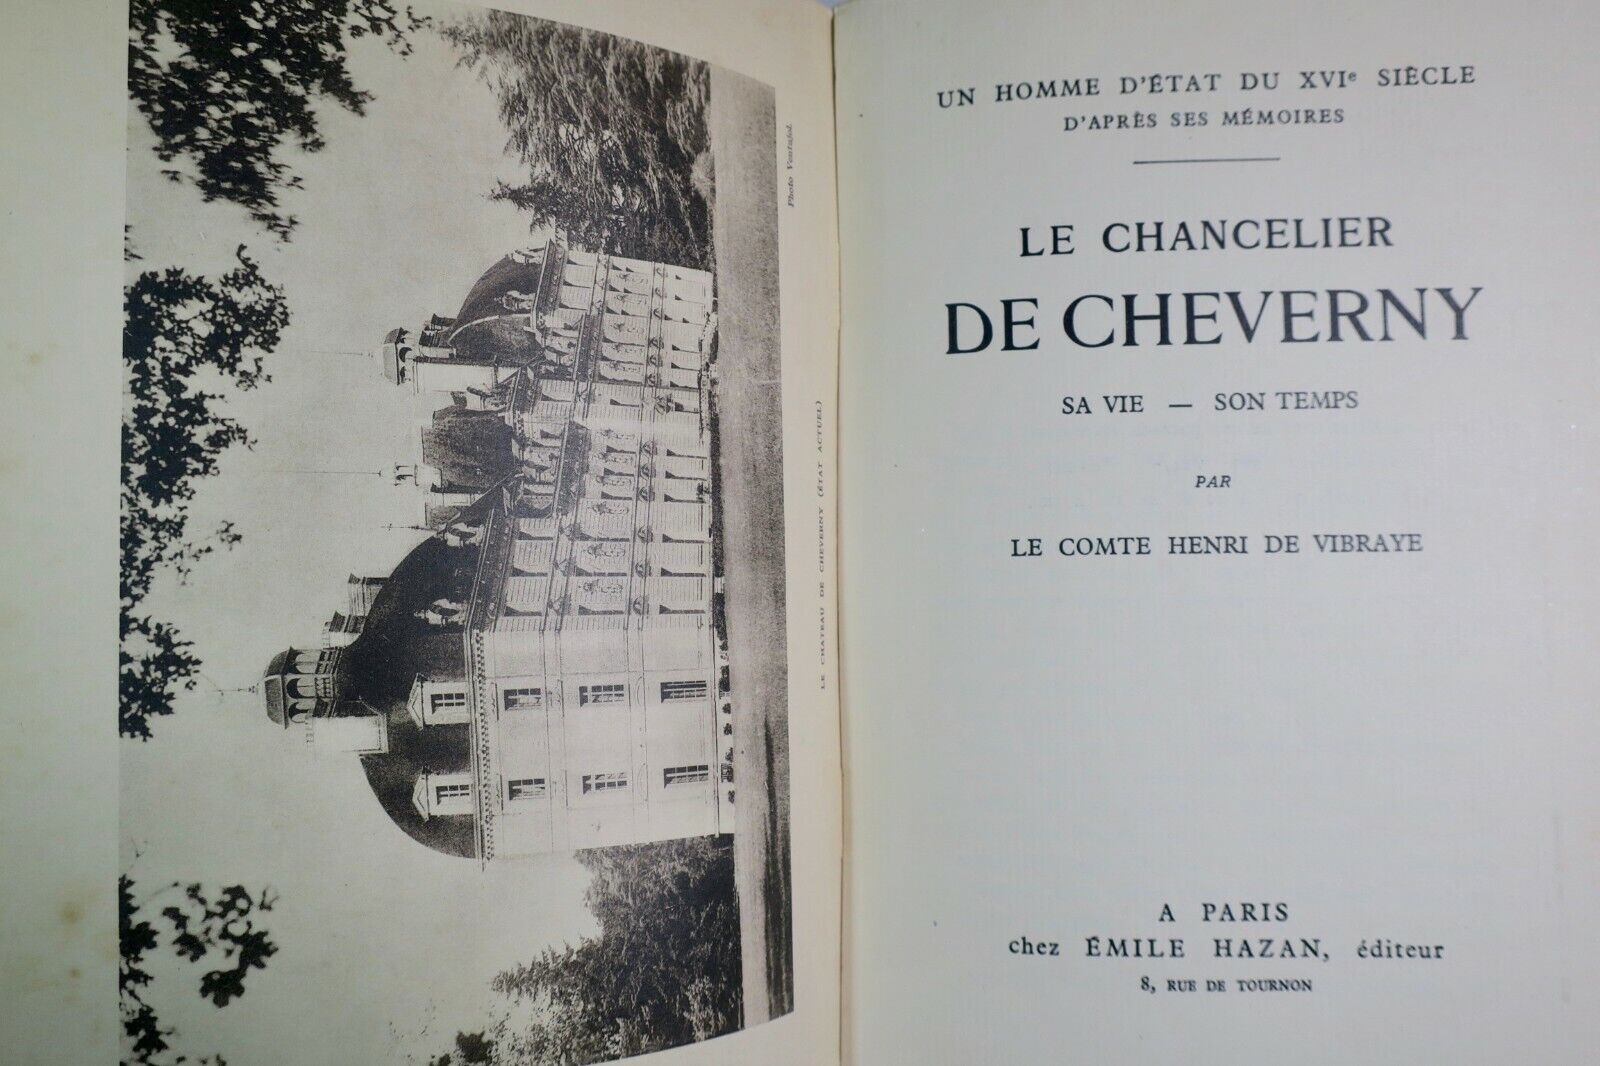 Photo Ventujol.
LE CHATEAU DE CHEVERNY (ÉTAT ACTUEL)
UN HOMME D'ÉTAT DU XVIe SIÈCLE
D'APRÈS SES MÉMOIRES
LE CHANCELIER
DE CHEVERNY
SA VIE — SON TEMPS
PAR
LE COMTE HENRI DE VIBRAYE
A PARIS
chez ÉMILE HAZAN, éditeur
8, RUE DE TOURNON